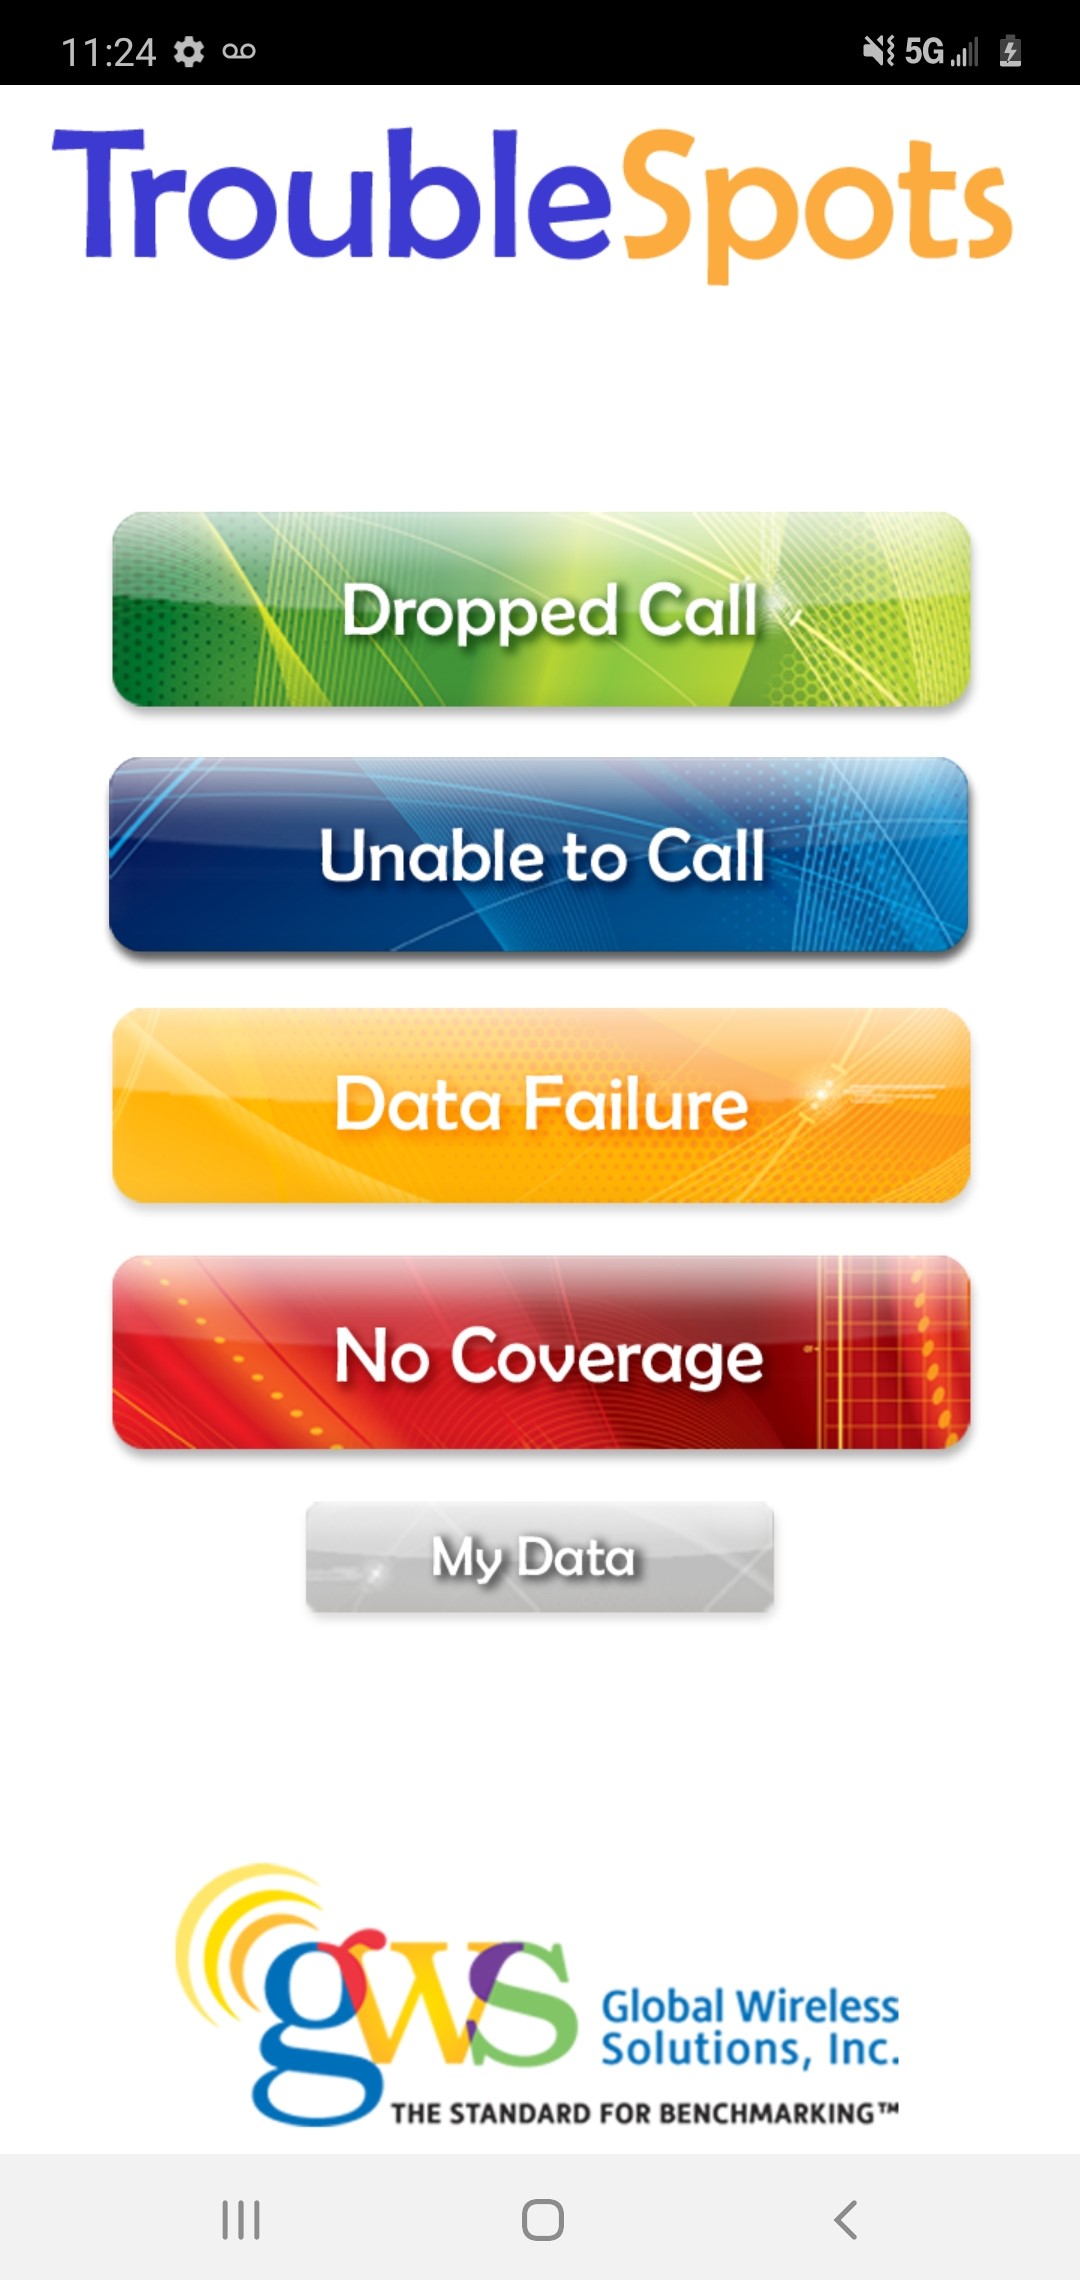 11:24
5G
TroubleSpots
Dropped Call
Unable to Call
Data Failure
No Coverage
My Data
gws
Global Wireless
Solutions, Inc.
THE STANDARD FOR BENCHMARKING™